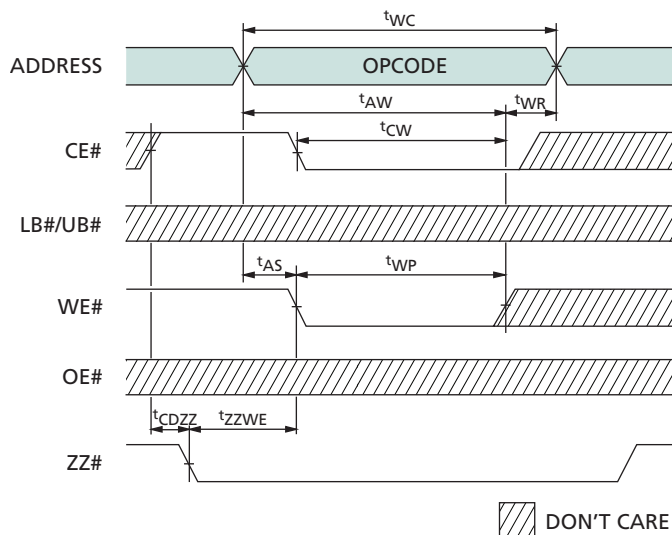 tWC
ADDRESS
OPCODE
tAW
tWR
CE#
tCW
LB#/UB#
tAS
tWP
WE#
OE#
tCDZZ
tZZWE
ZZ#
DON'T CARE